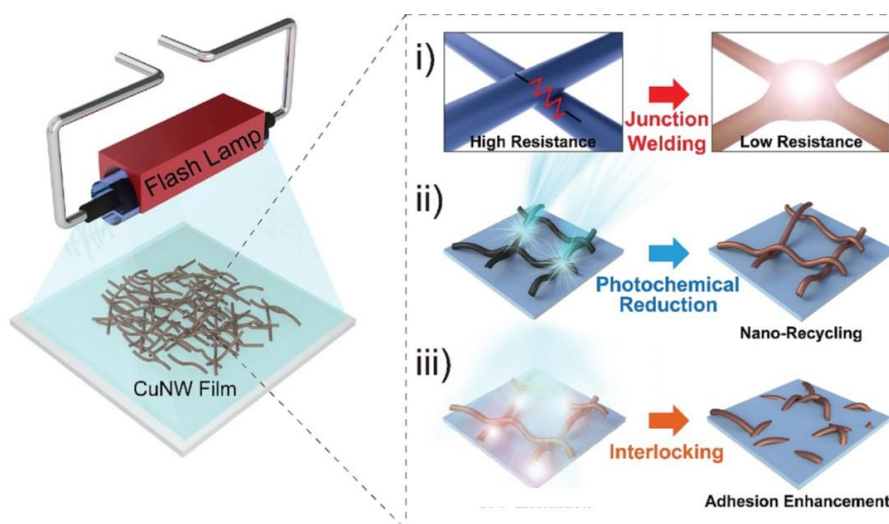 Flash Lamp
CuNW Film
i)
High Resistance
Junction
Welding
Low Resistance
ii)
Photochemical
Reduction
Nano-Recycling
iii)
Interlocking
Adhesion Enhancement